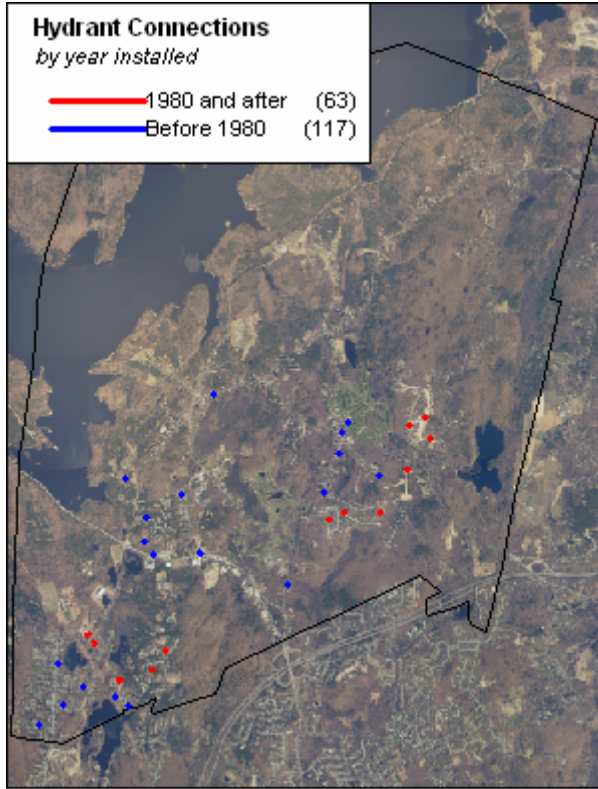 Hydrant Connections
by year installed
1980 and after (63)
Before 1980 (117)